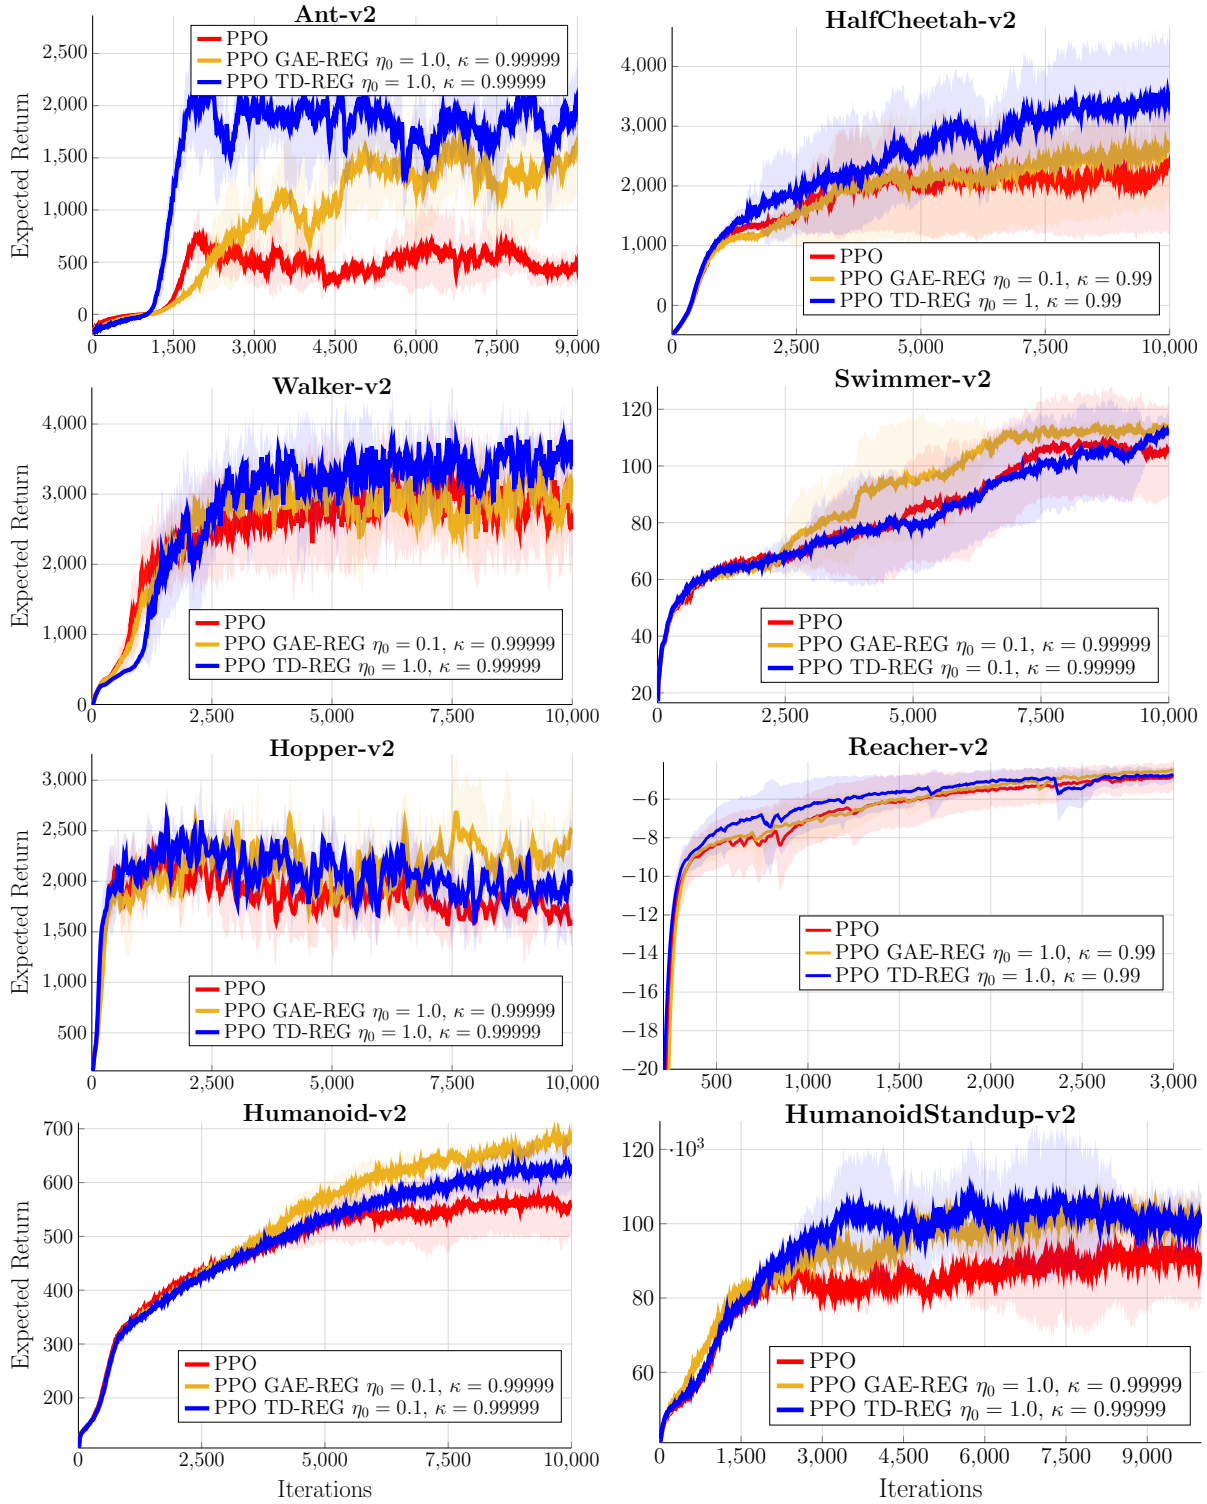 Ant-v2
2,500
2,000
1,500
1,000
500
0
Expected Return
PPO
PPO GAE-REG η₀ = 1.0, κ = 0.99999
PPO TD-REG η₀ = 1.0, κ = 0.99999
0 1,500 3,000 4,500 6,000 7,500 9,000
HalfCheetah-v2
4,000
3,000
2,000
1,000
0
PPO
PPO GAE-REG η₀ = 0.1, κ = 0.99
PPO TD-REG η₀ = 1, κ = 0.99
0 2,500 5,000 7,500 10,000
Walker-v2
4,000
3,000
2,000
1,000
0
Expected Return
PPO
PPO GAE-REG η₀ = 0.1, κ = 0.99999
PPO TD-REG η₀ = 1.0, κ = 0.99999
0 2,500 5,000 7,500 10,000
Swimmer-v2
120
100
80
60
40
20
PPO
PPO GAE-REG η₀ = 0.1, κ = 0.99999
PPO TD-REG η₀ = 0.1, κ = 0.99999
0 2,500 5,000 7,500 10,000
Hopper-v2
3,000
2,500
2,000
1,500
1,000
500
Expected Return
PPO
PPO GAE-REG η₀ = 1.0, κ = 0.99999
PPO TD-REG η₀ = 1.0, κ = 0.99999
0 2,500 5,000 7,500 10,000
Reacher-v2
−6
−8
−10
−12
−14
−16
−18
−20
PPO
PPO GAE-REG η₀ = 1.0, κ = 0.99
PPO TD-REG η₀ = 1.0, κ = 0.99
500 1,000 1,500 2,000 2,500 3,000
Humanoid-v2
700
600
500
400
300
200
Expected Return
PPO
PPO GAE-REG η₀ = 0.1, κ = 0.99999
PPO TD-REG η₀ = 0.1, κ = 0.99999
0 2,500 5,000 7,500 10,000
Iterations
HumanoidStandup-v2
·10³
120
100
80
60
PPO
PPO GAE-REG η₀ = 1.0, κ = 0.99999
PPO TD-REG η₀ = 1.0, κ = 0.99999
0 1,500 3,000 4,500 6,000 7,500 9,000
Iterations